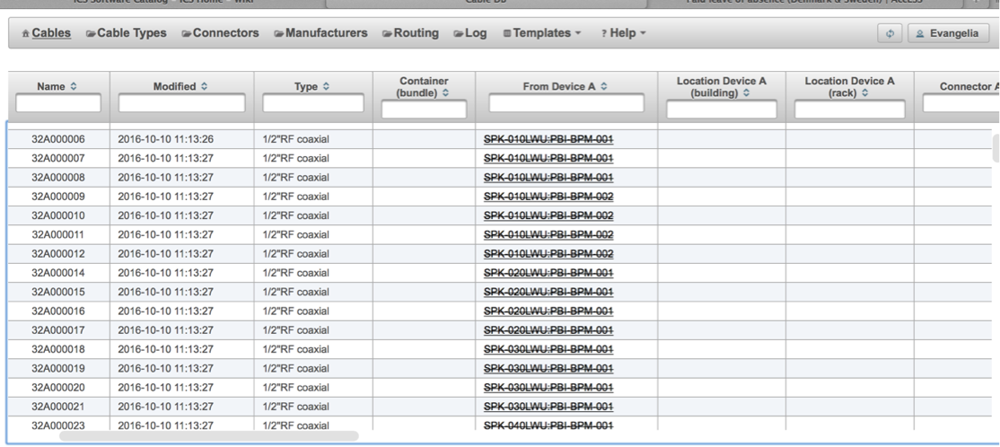 Cable DB
Cables Cable Types Connectors Manufacturers Routing Log Templates ? Help Evangelia
Name Modified Type Container (bundle) From Device A Location Device A (building) Location Device A (rack) Connector A
32A000006 2016-10-10 11:13:26 1/2"RF coaxial SPK-010LWU:PBI-BPM-001
32A000007 2016-10-10 11:13:27 1/2"RF coaxial SPK-010LWU:PBI-BPM-001
32A000008 2016-10-10 11:13:27 1/2"RF coaxial SPK-010LWU:PBI-BPM-001
32A000009 2016-10-10 11:13:27 1/2"RF coaxial SPK-010LWU:PBI-BPM-002
32A000010 2016-10-10 11:13:27 1/2"RF coaxial SPK-010LWU:PBI-BPM-002
32A000011 2016-10-10 11:13:27 1/2"RF coaxial SPK-010LWU:PBI-BPM-002
32A000012 2016-10-10 11:13:27 1/2"RF coaxial SPK-010LWU:PBI-BPM-002
32A000014 2016-10-10 11:13:27 1/2"RF coaxial SPK-020LWU:PBI-BPM-001
32A000015 2016-10-10 11:13:27 1/2"RF coaxial SPK-020LWU:PBI-BPM-001
32A000016 2016-10-10 11:13:27 1/2"RF coaxial SPK-020LWU:PBI-BPM-001
32A000017 2016-10-10 11:13:27 1/2"RF coaxial SPK-020LWU:PBI-BPM-001
32A000018 2016-10-10 11:13:27 1/2"RF coaxial SPK-030LWU:PBI-BPM-001
32A000019 2016-10-10 11:13:27 1/2"RF coaxial SPK-030LWU:PBI-BPM-001
32A000020 2016-10-10 11:13:27 1/2"RF coaxial SPK-030LWU:PBI-BPM-001
32A000021 2016-10-10 11:13:27 1/2"RF coaxial SPK-030LWU:PBI-BPM-001
32A000023 2016-10-10 11:13:27 1/2"RF coaxial SPK-040LWU:PBI-BPM-001